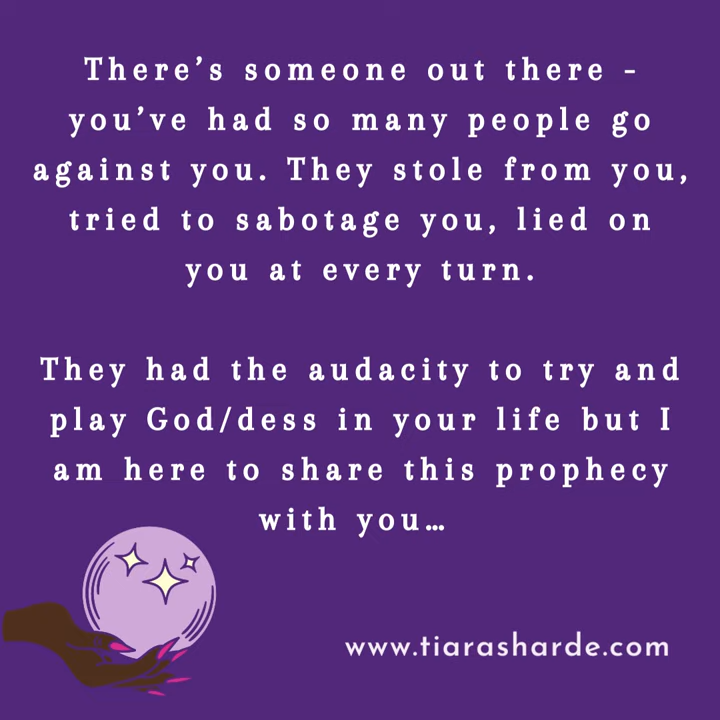 There's someone out there -
you've had so many people go
against you. They stole from you,
tried to sabotage you, lied on
you at every turn.
They had the audacity to try and
play God/dess in your life but I
am here to share this prophecy
with you…
www.tiarasharde.com